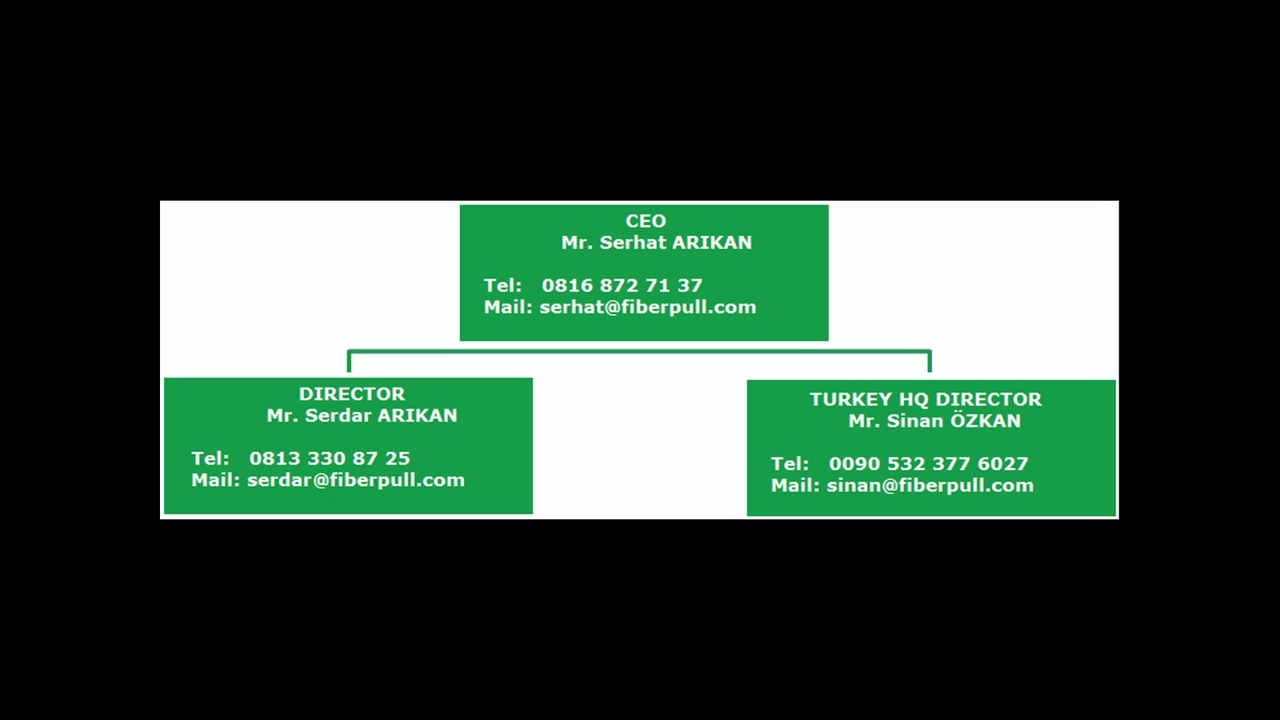 CEO
Mr. Serhat ARIKAN
Tel: 0816 872 71 37
Mail: serhat@fiberpull.com
DIRECTOR
Mr. Serdar ARIKAN
Tel: 0813 330 87 25
Mail: serdar@fiberpull.com
TURKEY HQ DIRECTOR
Mr. Sinan ÖZKAN
Tel: 0090 532 377 6027
Mail: sinan@fiberpull.com